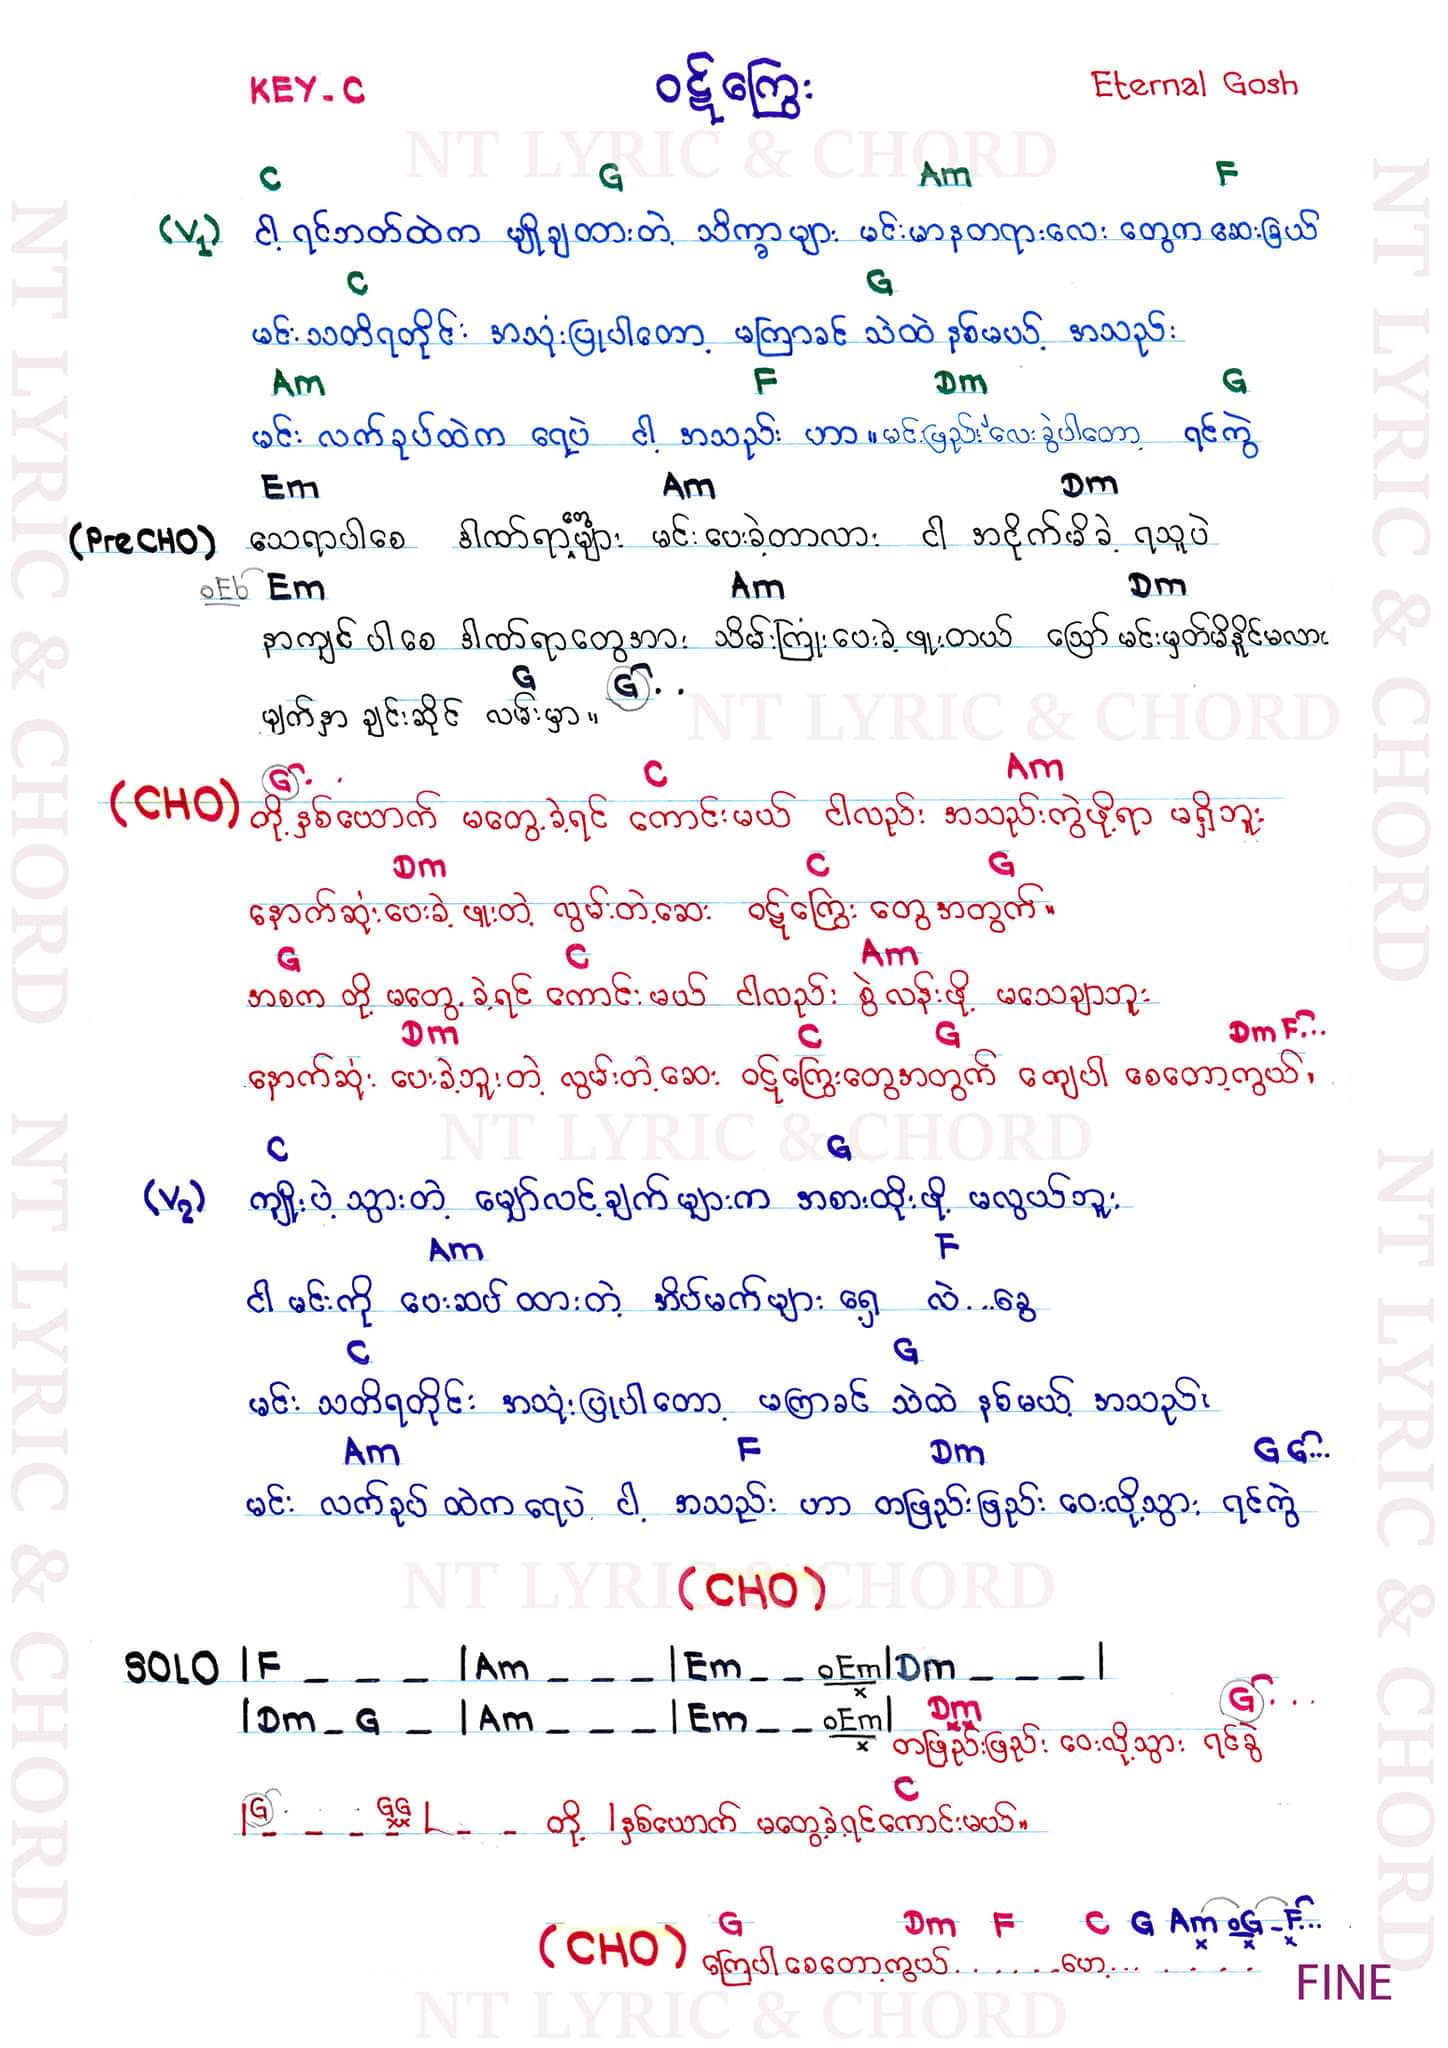 KEY-C ဝဋ်ကြွေး Eternal Gosh
NT LYRIC & CHORD
C G Am F
(V1) ငါ့ ရင်ဘတ်ထဲက မျိုချထားတဲ့ သိက္ခာများ မင်းမာနတရားလေး တွေက ဆေးခြယ်
C G
မင်း သတိရတိုင်း အသုံးပြုပါတော့ မကြာခင် သဲထဲ နစ်မယ့် အသည်း
Am F Dm G
မင်း လက်ခုပ်ထဲက ရေပဲ ငါ့ အသည်း ဟာ။ မင်းဖြည်းလေးခွဲပါတော့ ရင်ကွဲ
Em Am Dm
(PreCHO) သေရာပါစေ ဒါဏ်ရာများ မင်းပေးခဲ့တာလား ငါ အငိုက်မိခဲ့ ရသူပဲ
oEb Em Am Dm
နာကျင်ပါစေ ဒါဏ်ရာတွေအား သိမ်းကြုံးပေးခဲ့ဖူးတယ် ဪ မင်းမှတ်မိနိူင်မလား
G G..
မျက်နှာ ချင်းဆိုင် လမ်းမှာ။
NT LYRIC & CHORD
G.. C Am
(CHO) တို့နှစ်ယောက် မတွေ့ခဲ့ရင် ကောင်းမယ် ငါလည်း အသည်းကွဲဖို့ရာ မရှိဘူး
Dm C G
နောက်ဆုံးပေးခဲ့ဖူးတဲ့ လွမ်းတဲ့ဆေး ဝဋ်ကြွေး တွေအတွက်။
G C Am
အစက တို့ မတွေ့ခဲ့ရင် ကောင်းမယ် ငါလည်း စွဲလန်းဖို့ မသေချာဘူး
Dm C G Dm F...
နောက်ဆုံး ပေးခဲ့ဘူးတဲ့ လွမ်းတဲ့ဆေး ဝဋ်ကြွေးတွေအတွက် ကျေပါ စေတော့ကွယ်,
NT LYRIC & CHORD
C G
(V2) ကျိုးပဲ့သွားတဲ့ မျှော်လင့်ချက်များက အစားထိုးဖို့ မလွယ်ဘူး
Am F
ငါ မင်းကို ပေးဆပ်ထားတဲ့ အိပ်မက်များ ရှေ့ လဲ...ခွေ
C G
မင်း သတိရတိုင်း အသုံးပြုပါတော့ မကြာခင် သဲထဲ နစ်မယ့် အသည်း
Am F Dm G G...
မင်း လက်ခုပ်ထဲက ရေပဲ ငါ့ အသည်း ဟာ တဖြည်းဖြည်း ဝေးလို့သွား ရင်ကွဲ
NT LYRIC & CHORD
(CHO)
SOLO |F _ _ _ |Am _ _ _ |Em _ _ oEm|Dm _ _ _ |
|Dm _ G _ |Am _ _ _ |Em _ _ oEm| Dm G...
တဖြည်းဖြည်း ဝေးလို့သွား ရင်ခွဲ
C
|G _ _ _ GG |_ _ _ တို့ |နှစ်ယောက် မတွေ့ခဲ့ရင်ကောင်းမယ်။
G Dm F C G Am oG - F...
(CHO) ကြေပါစေတော့ကွယ်.......ဟော့........
FINE
NT LYRIC & CHORD
NT LYRIC & CHORD
NT LYRIC & CHORD
NT LYRIC & CHORD
NT LYRIC & CHORD